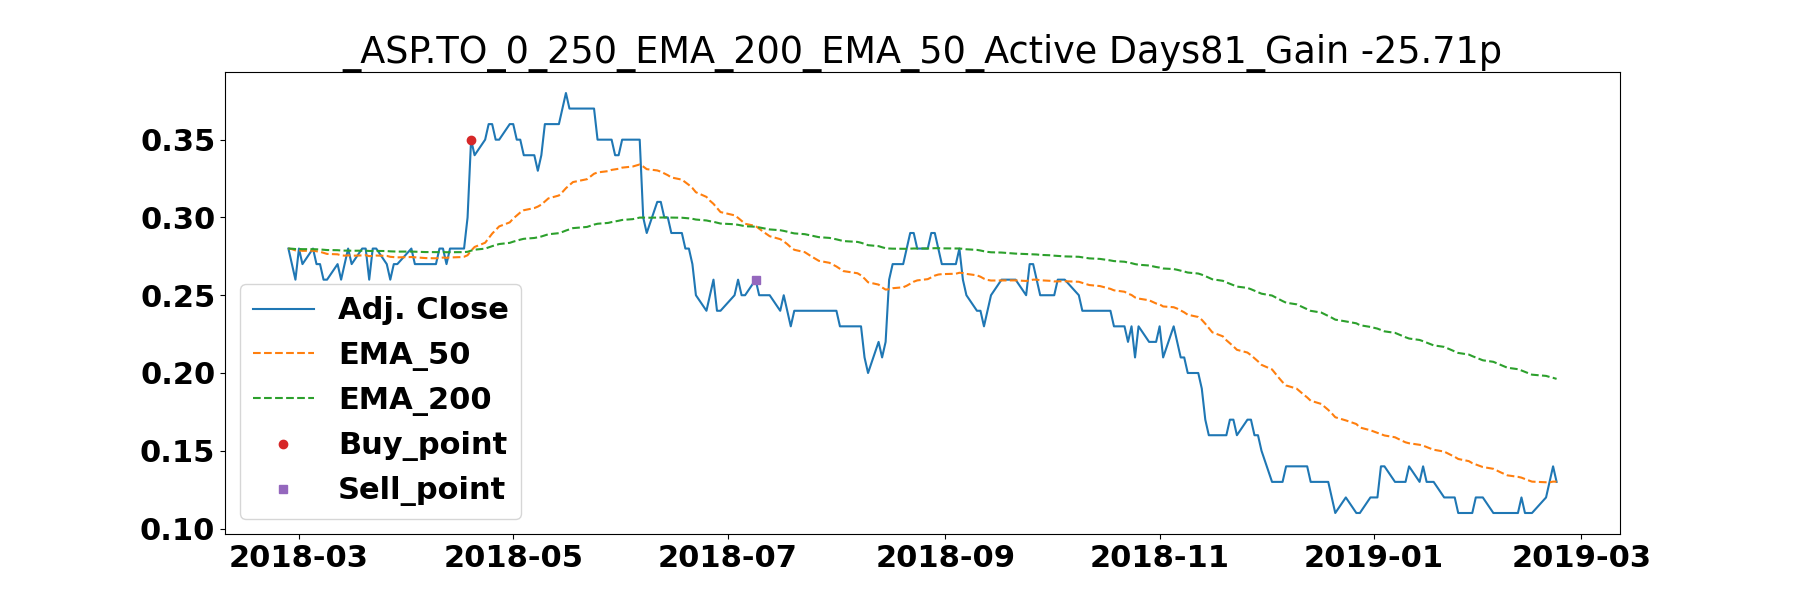 _ASP.TO_0_250_EMA_200_EMA_50_Active Days81_Gain -25.71p
0.35
0.30
0.25
0.20
0.15
0.10
Adj. Close
EMA_50
EMA_200
Buy_point
Sell_point
2018-03 2018-05 2018-07 2018-09 2018-11 2019-01 2019-03